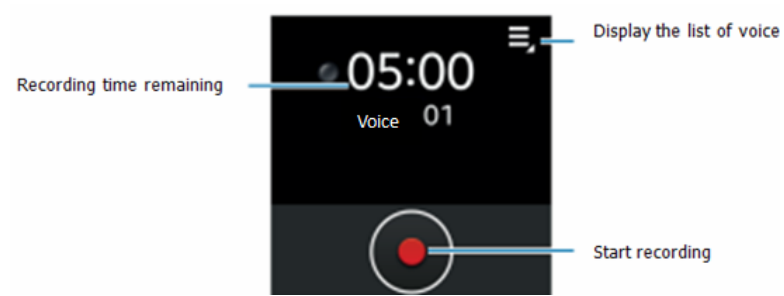 Display the list of voice
05:00
Recording time remaining
Voice 01
Start recording